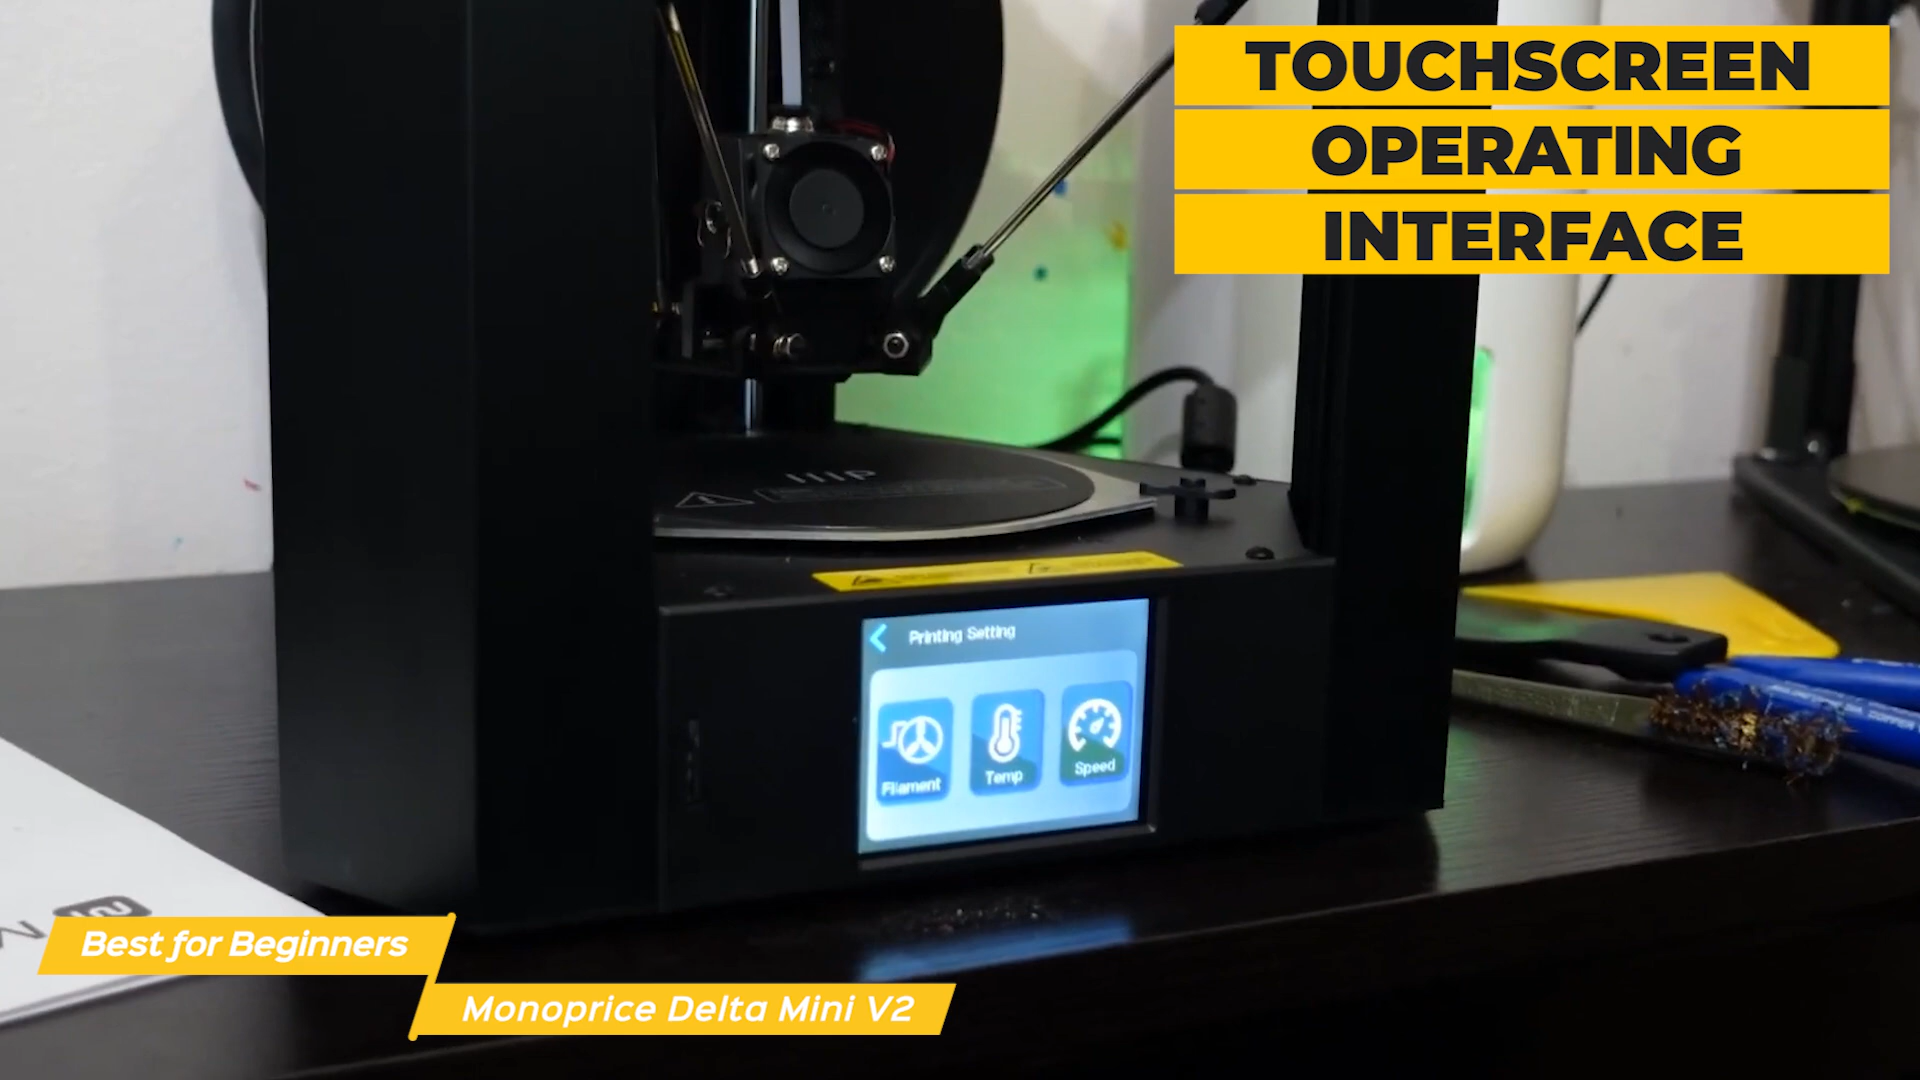 TOUCHSCREEN
OPERATING
INTERFACE
Printing Setting
Filament
Temp
Speed
Best for Beginners
Monoprice Delta Mini V2